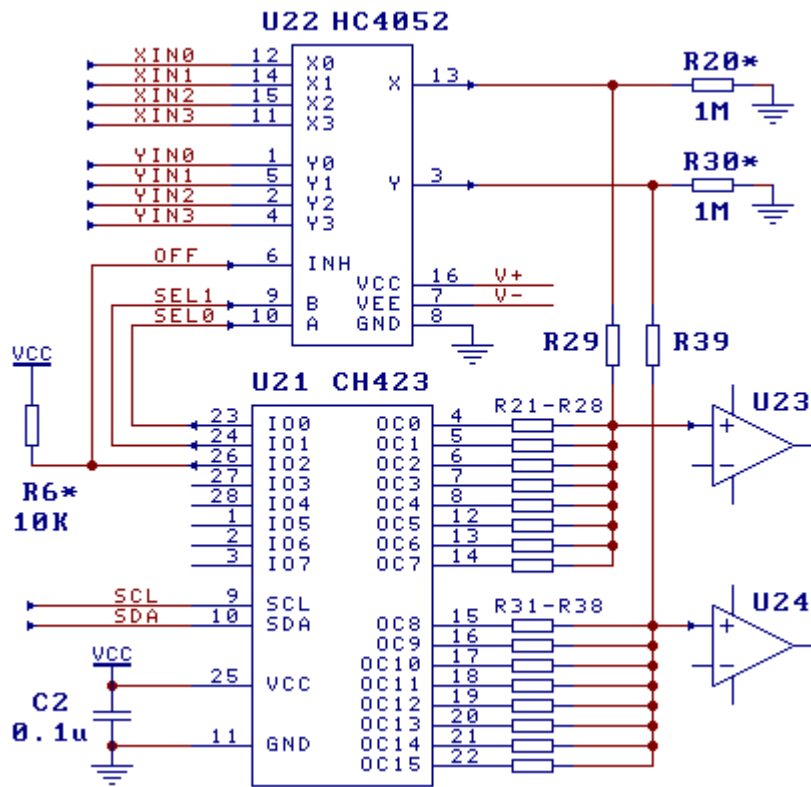 U22 HC4052
XIN0 12 X0
XIN1 14 X1
XIN2 15 X2
XIN3 11 X3
YIN0 1 Y0
YIN1 5 Y1
YIN2 2 Y2
YIN3 4 Y3
OFF 6 INH
SEL1 9 B
SEL0 10 A
X 13
Y 3
VCC 16 V+
VEE 7 V-
GND 8
R20*
1M
R30*
1M
R29
R39
VCC
R6*
10K
U21 CH423
23 IO0
24 IO1
26 IO2
27 IO3
28 IO4
1 IO5
2 IO6
3 IO7
SCL 9 SCL
SDA 10 SDA
25 VCC
11 GND
OC0 4
OC1 5
OC2 6
OC3 7
OC4 8
OC5 12
OC6 13
OC7 14
OC8 15
OC9 16
OC10 17
OC11 18
OC12 19
OC13 20
OC14 21
OC15 22
R21-R28
R31-R38
VCC
C2
0.1u
U23
+
-
U24
+
-